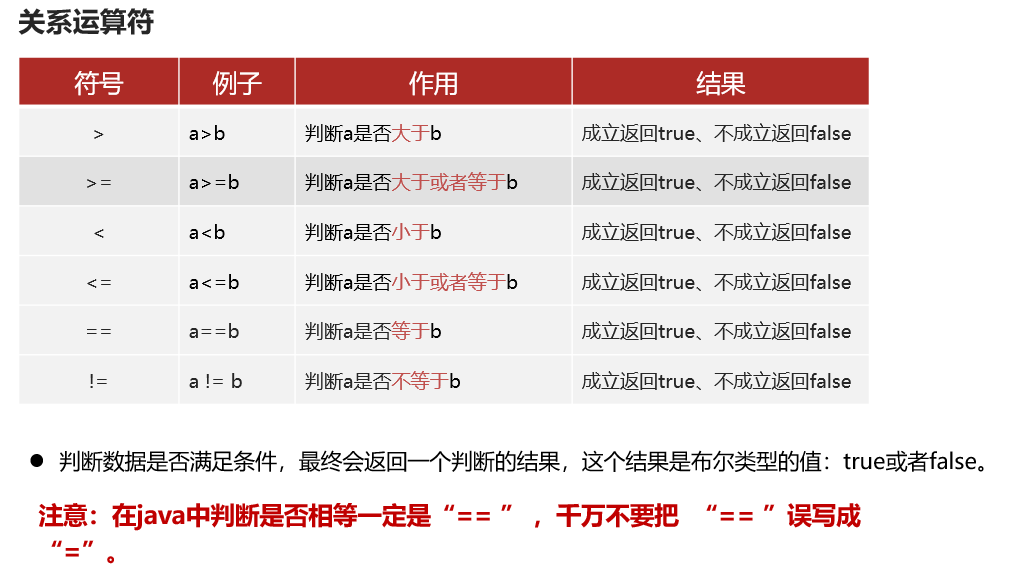 关系运算符
符号 例子 作用 结果
> a>b 判断a是否大于b 成立返回true、不成立返回false
>= a>=b 判断a是否大于或者等于b 成立返回true、不成立返回false
< a<b 判断a是否小于b 成立返回true、不成立返回false
<= a<=b 判断a是否小于或者等于b 成立返回true、不成立返回false
== a==b 判断a是否等于b 成立返回true、不成立返回false
!= a != b 判断a是否不等于b 成立返回true、不成立返回false
● 判断数据是否满足条件，最终会返回一个判断的结果，这个结果是布尔类型的值：true或者false。
注意：在java中判断是否相等一定是“== ” ，千万不要把 “== ”误写成
“=”。